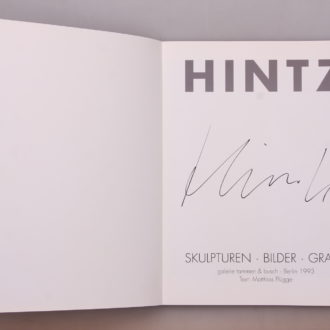 HINTZ
SKULPTUREN · BILDER · GRA
galerie tammen & busch · Berlin 1993
Text: Matthias Flügge